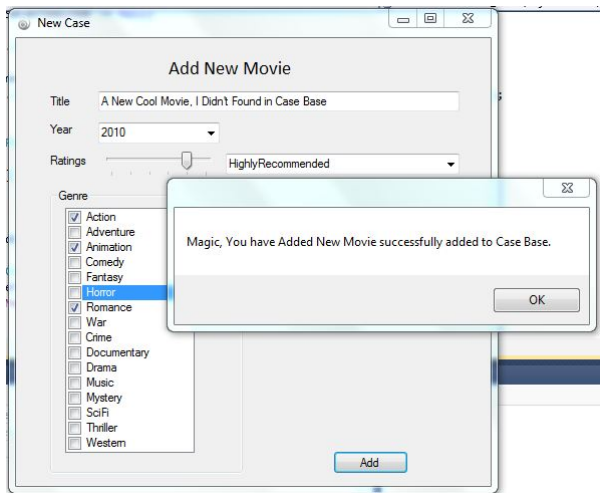 New Case
Add New Movie
Title A New Cool Movie, I Didn't Found in Case Base
Year 2010
Ratings HighlyRecommended
Genre
Action
Adventure
Animation
Comedy
Fantasy
Horror
Romance
War
Crime
Documentary
Drama
Music
Mystery
SciFi
Thriller
Western
Magic, You have Added New Movie successfully added to Case Base.
OK
Add